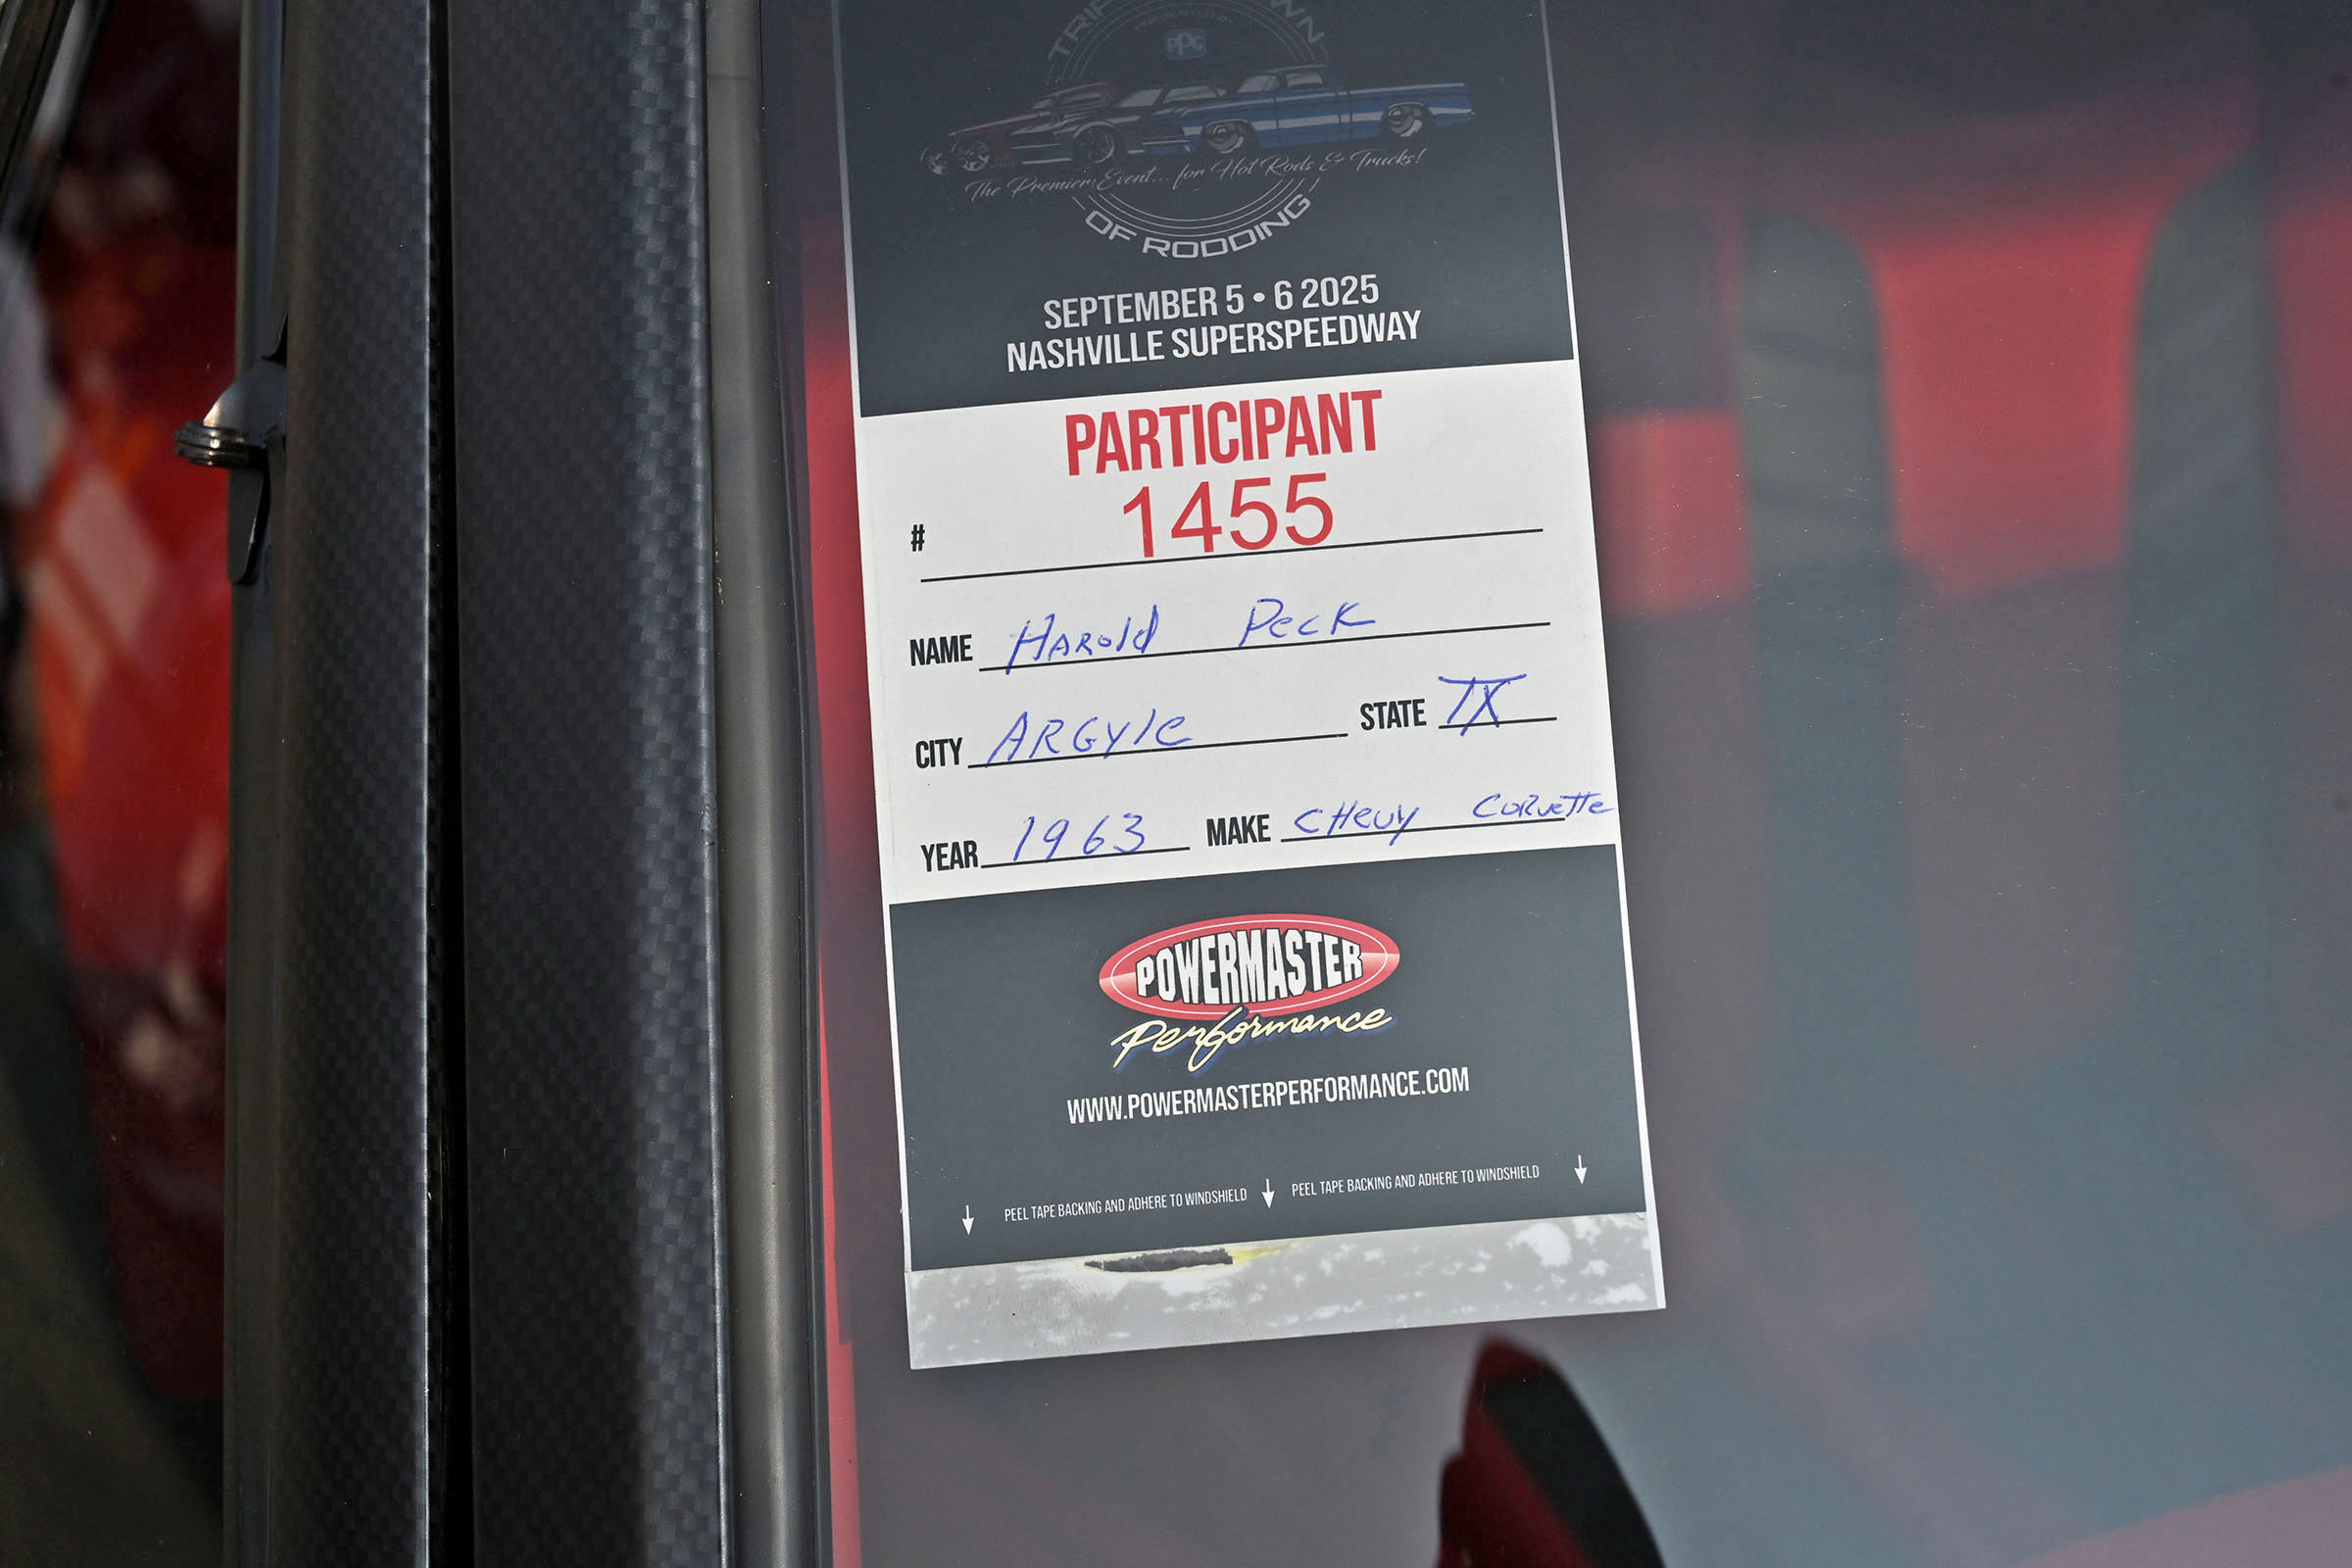 PPG
The Premier Event... for Hot Rods & Trucks!
OF RODDING
SEPTEMBER 5 • 6 2025
NASHVILLE SUPERSPEEDWAY
PARTICIPANT
# 1455
NAME Harold Peck
CITY ARGYle STATE TX
YEAR 1963 MAKE CHevy CORveTTe
POWERMASTER
Performance
WWW.POWERMASTERPERFORMANCE.COM
PEEL TAPE BACKING AND ADHERE TO WINDSHIELD PEEL TAPE BACKING AND ADHERE TO WINDSHIELD